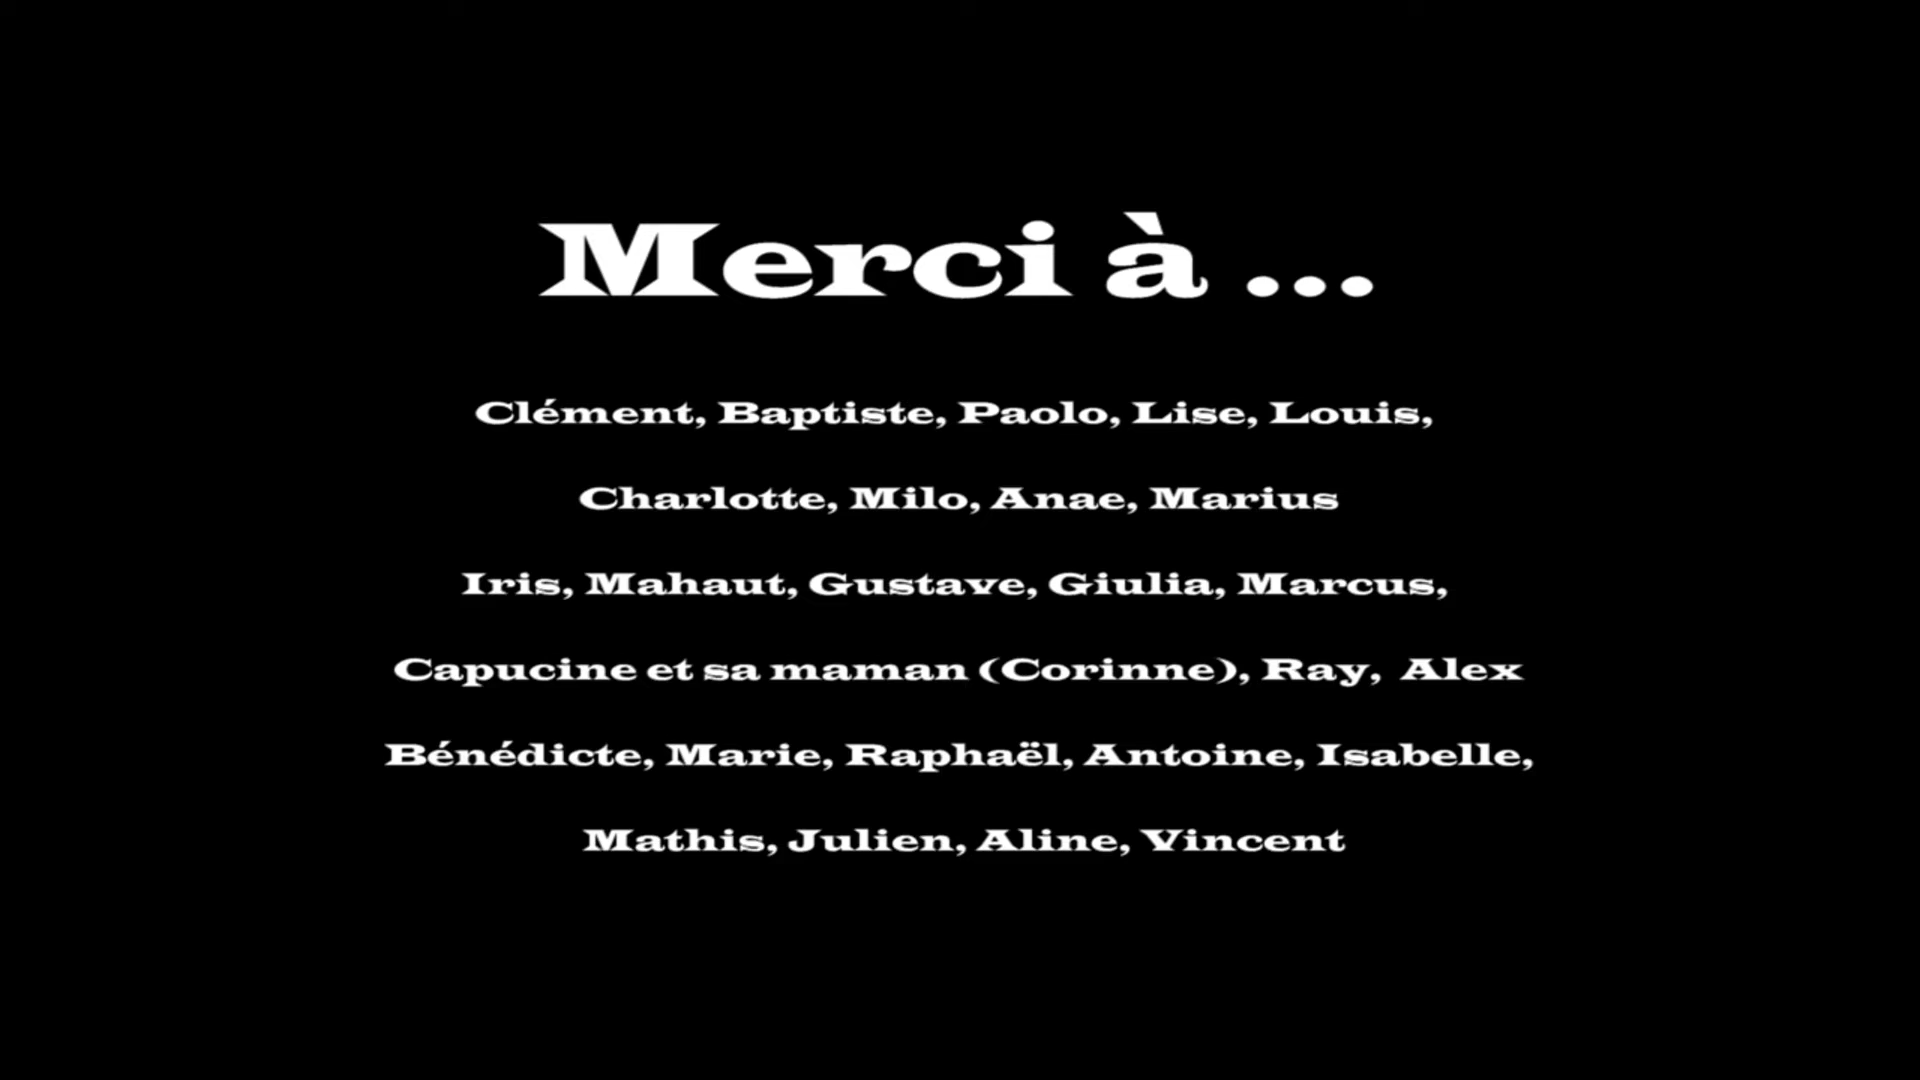 Merci à ...
Clément, Baptiste, Paolo, Lise, Louis,
Charlotte, Milo, Anae, Marius
Iris, Mahaut, Gustave, Giulia, Marcus,
Capucine et sa maman (Corinne), Ray,  Alex
Bénédicte, Marie, Raphaël, Antoine, Isabelle,
Mathis, Julien, Aline, Vincent